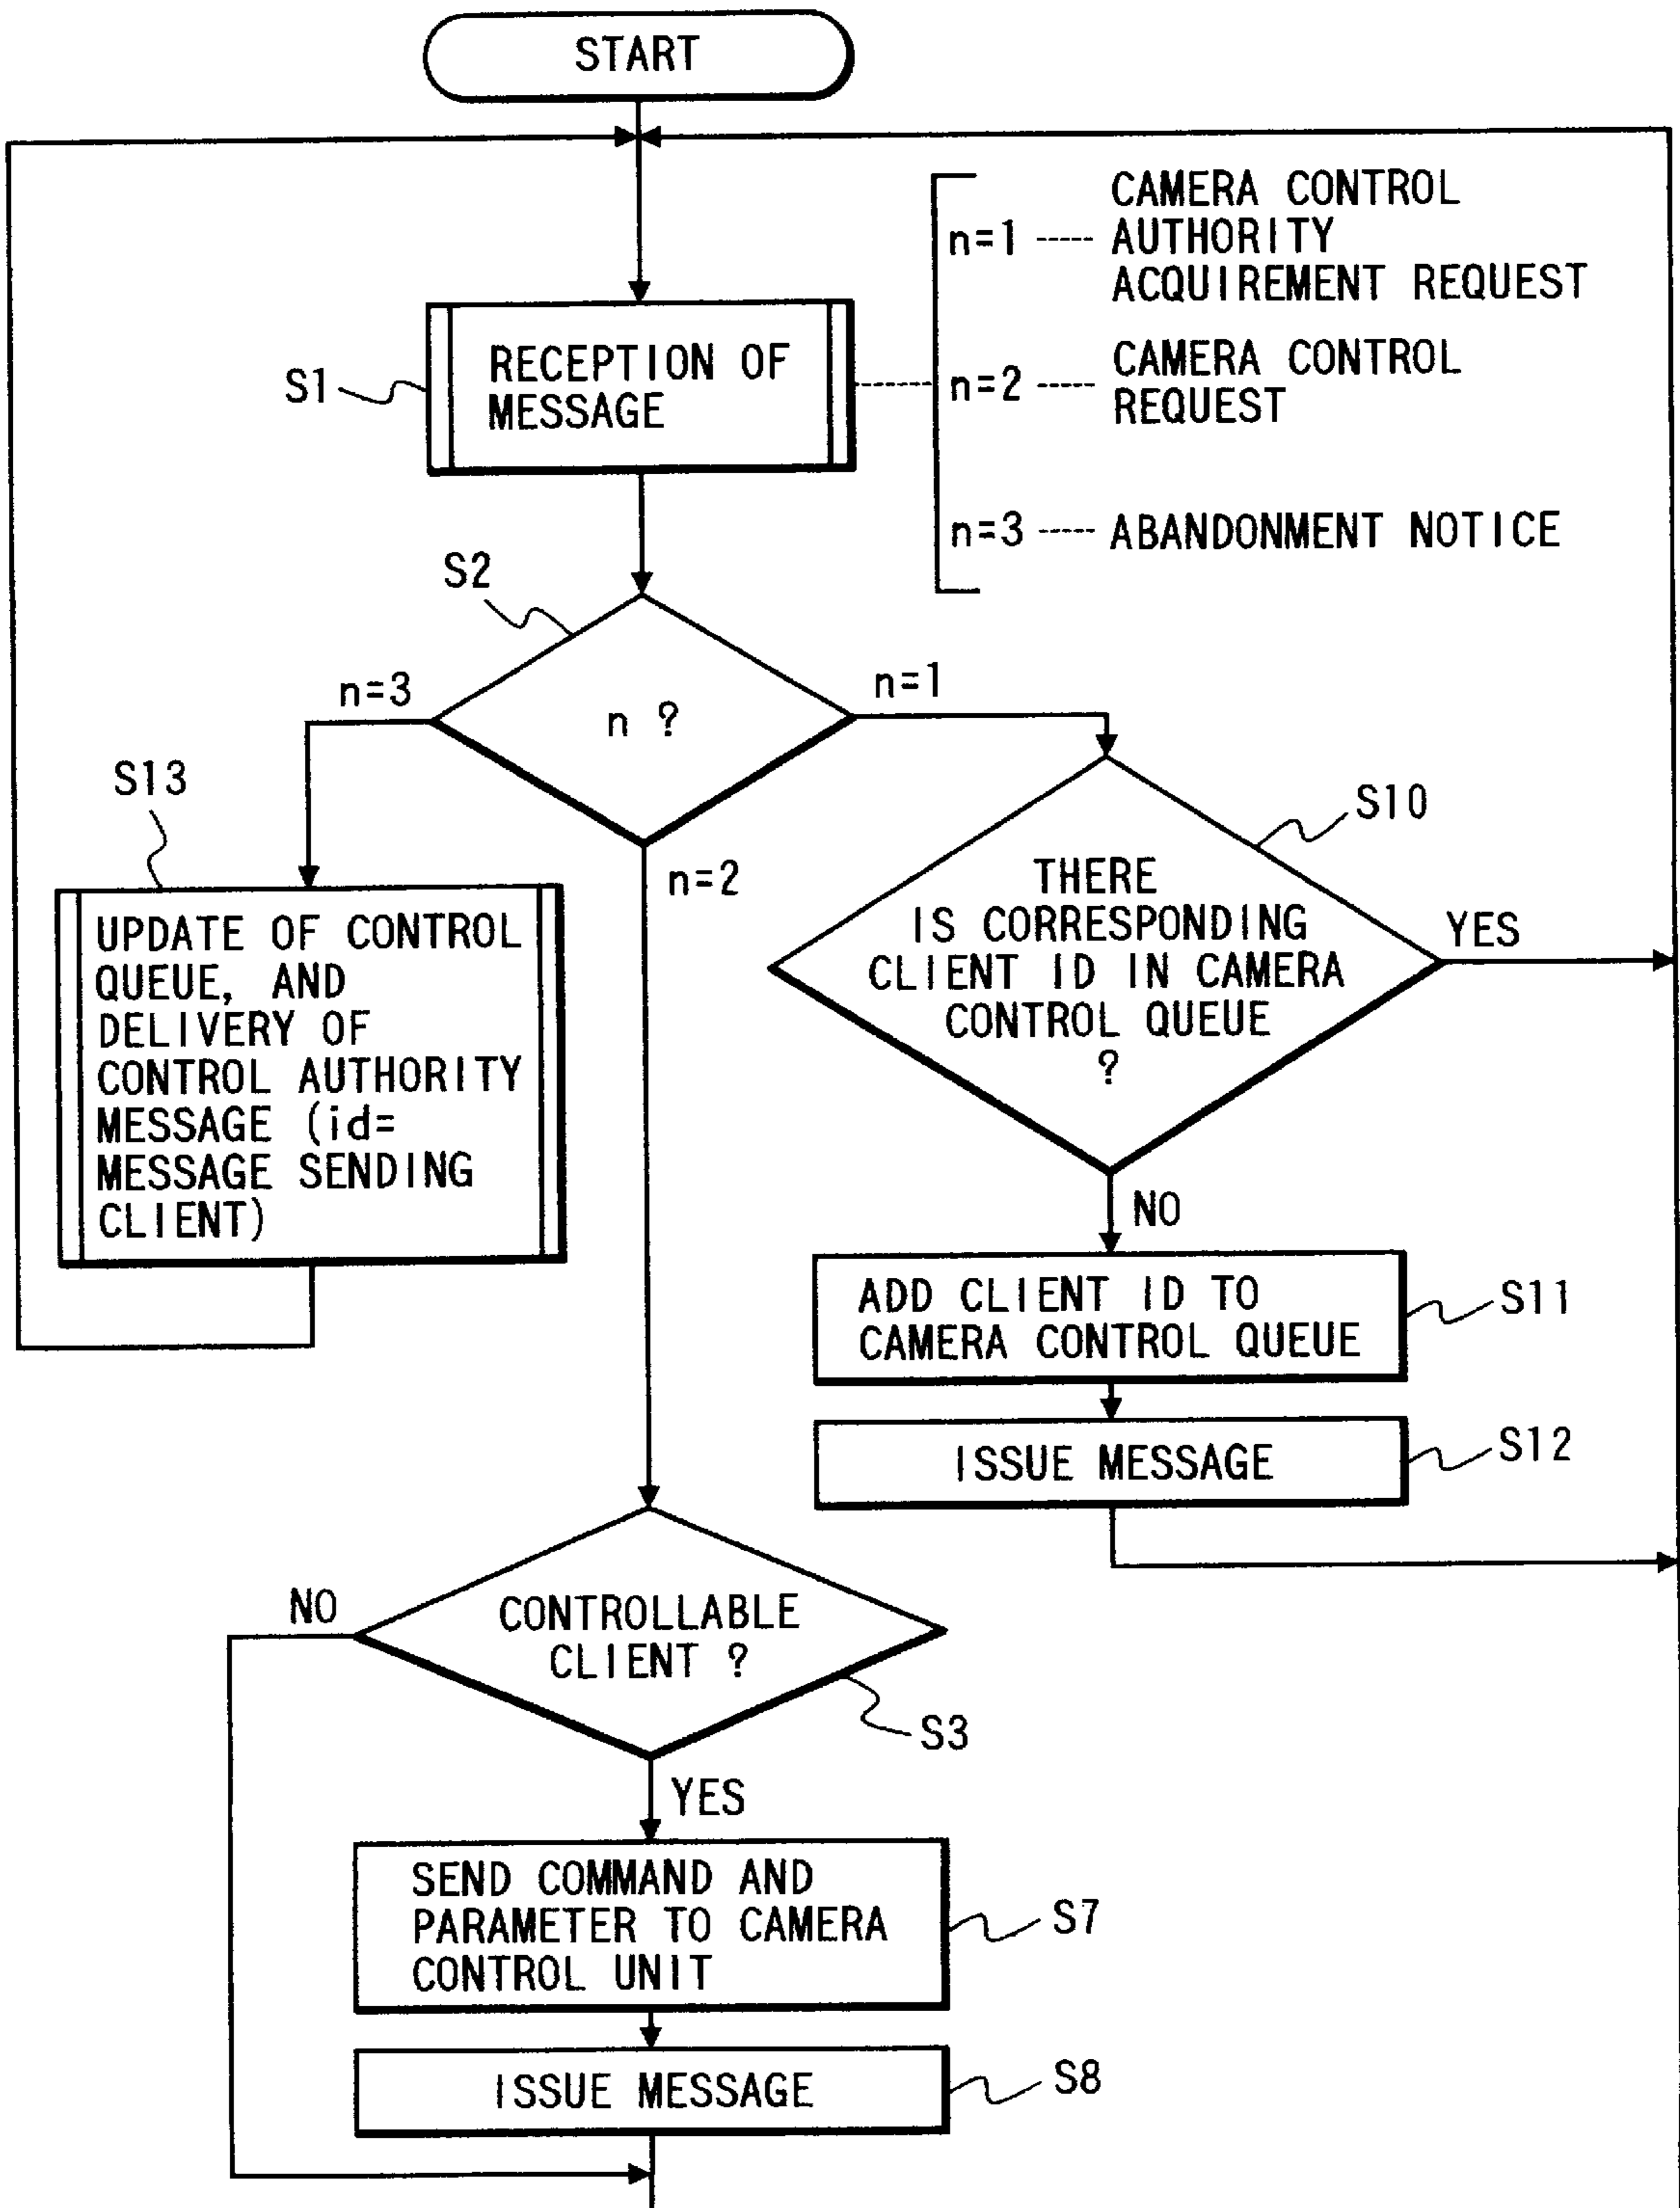 START
CAMERA CONTROL
n=1 ----- AUTHORITY
ACQUIREMENT REQUEST
S1
RECEPTION OF
MESSAGE
n=2 ----- CAMERA CONTROL
REQUEST
n=3 ----- ABANDONMENT NOTICE
S2
n ?
n=3
n=1
n=2
S13
UPDATE OF CONTROL
QUEUE, AND
DELIVERY OF
CONTROL AUTHORITY
MESSAGE (id=
MESSAGE SENDING
CLIENT)
S10
THERE
IS CORRESPONDING
CLIENT ID IN CAMERA
CONTROL QUEUE
?
YES
NO
ADD CLIENT ID TO
CAMERA CONTROL QUEUE
S11
ISSUE MESSAGE
S12
CONTROLLABLE
CLIENT ?
NO
S3
YES
SEND COMMAND AND
PARAMETER TO CAMERA
CONTROL UNIT
S7
ISSUE MESSAGE
S8